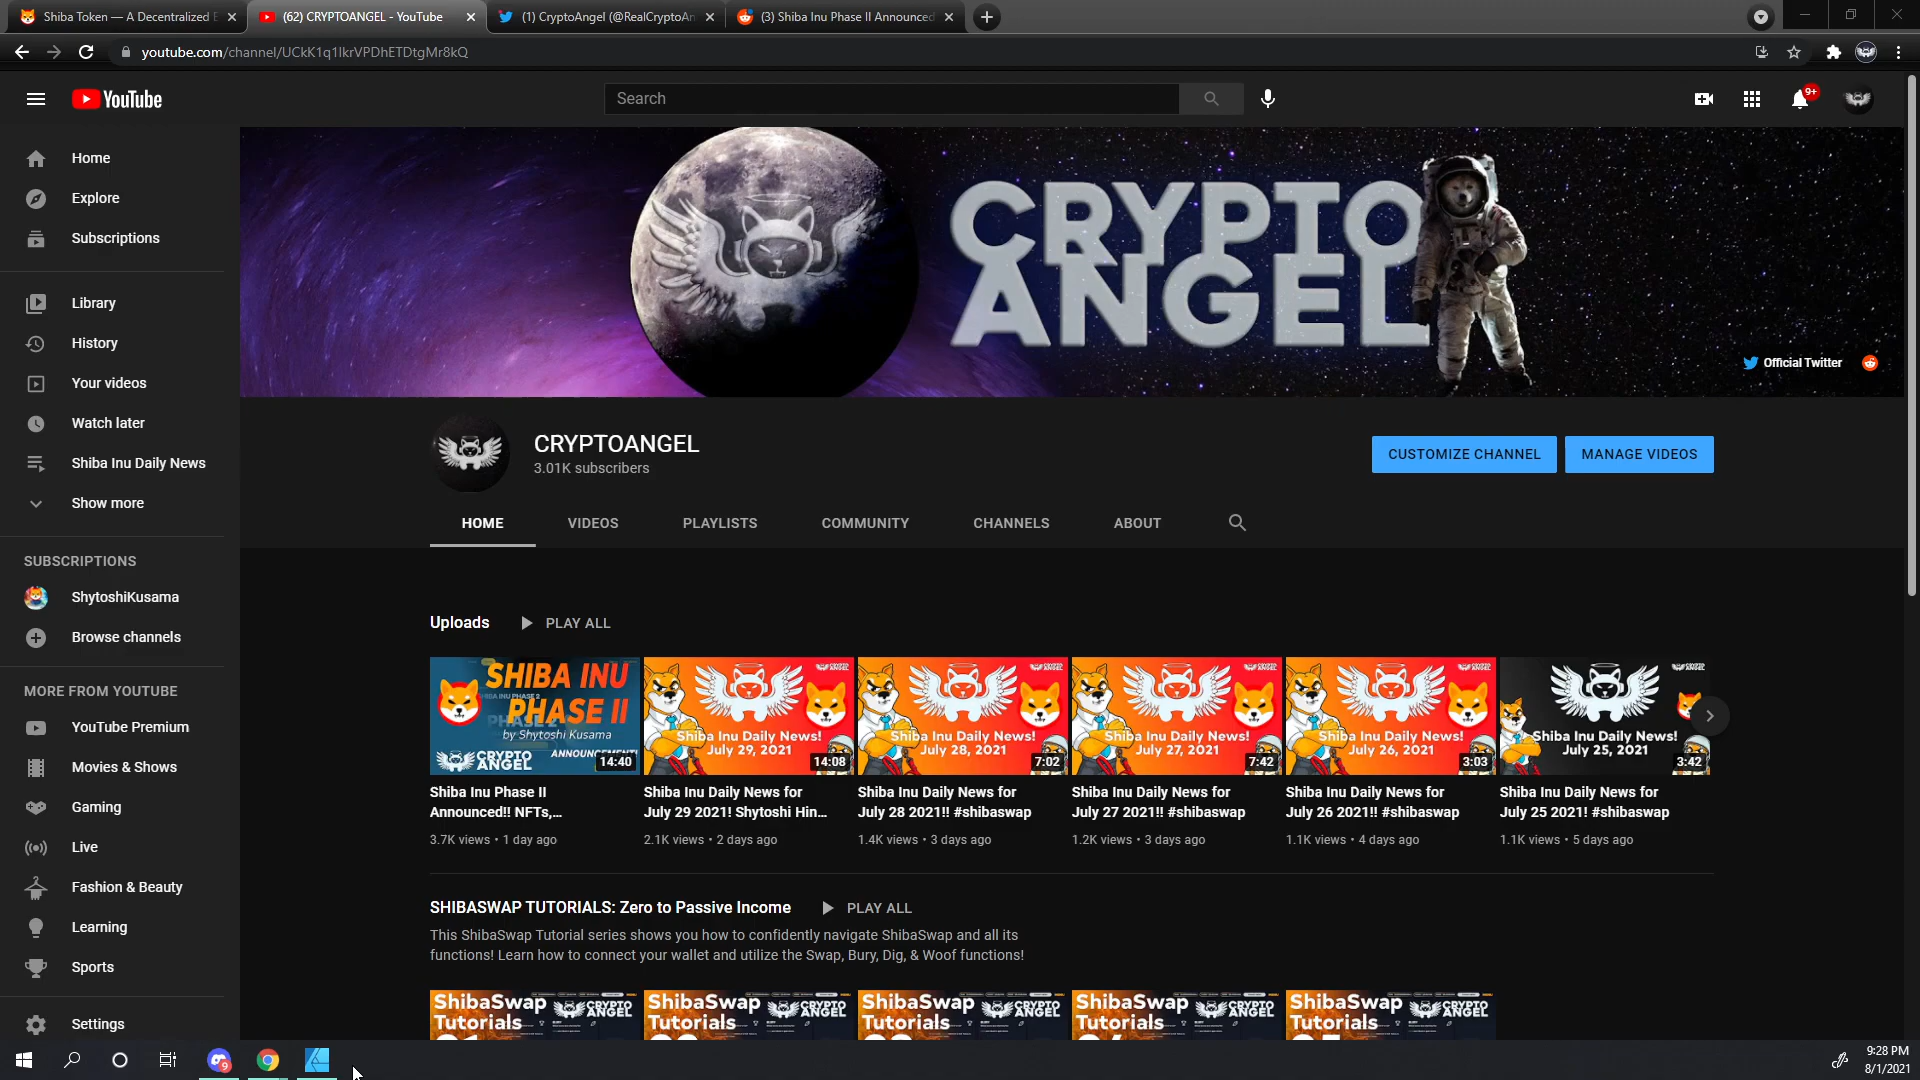 Shiba Token — A Decentralized E
(62) CRYPTOANGEL - YouTube
(1) CryptoAngel (@RealCryptoAn
(3) Shiba Inu Phase II Announced
youtube.com/channel/UCkK1q1IkrVPDhETDtgMr8kQ
YouTube
Search
9+
Home
Explore
Subscriptions
Library
History
Your videos
Watch later
Shiba Inu Daily News
Show more
SUBSCRIPTIONS
ShytoshiKusama
Browse channels
MORE FROM YOUTUBE
YouTube Premium
Movies & Shows
Gaming
Live
Fashion & Beauty
Learning
Sports
Settings
CRYPTO
ANGEL
Official Twitter
CRYPTOANGEL
3.01K subscribers
CUSTOMIZE CHANNEL
MANAGE VIDEOS
HOME
VIDEOS
PLAYLISTS
COMMUNITY
CHANNELS
ABOUT
Uploads
PLAY ALL
SHIBA INU
PHASE II
by Shytoshi Kusama
ANNOUNCEMENT!
CRYPTO
ANGEL
14:40
Shiba Inu Phase II
Announced!! NFTs,...
3.7K views • 1 day ago
Shiba Inu Daily News!
July 29, 2021
14:08
Shiba Inu Daily News for
July 29 2021! Shytoshi Hin...
2.1K views • 2 days ago
Shiba Inu Daily News!
July 28, 2021
7:02
Shiba Inu Daily News for
July 28 2021!! #shibaswap
1.4K views • 3 days ago
Shiba Inu Daily News!
July 27, 2021
7:42
Shiba Inu Daily News for
July 27 2021!! #shibaswap
1.2K views • 3 days ago
Shiba Inu Daily News!
July 26, 2021
3:03
Shiba Inu Daily News for
July 26 2021!! #shibaswap
1.1K views • 4 days ago
Shiba Inu Daily News!
July 25, 2021
3:42
Shiba Inu Daily News for
July 25 2021! #shibaswap
1.1K views • 5 days ago
SHIBASWAP TUTORIALS: Zero to Passive Income
PLAY ALL
This ShibaSwap Tutorial series shows you how to confidently navigate ShibaSwap and all its
functions! Learn how to connect your wallet and utilize the Swap, Bury, Dig, & Woof functions!
ShibaSwap
Tutorials
CRYPTO
ANGEL
ShibaSwap
Tutorials
CRYPTO
ANGEL
ShibaSwap
Tutorials
CRYPTO
ANGEL
ShibaSwap
Tutorials
CRYPTO
ANGEL
ShibaSwap
Tutorials
CRYPTO
ANGEL
9
9:28 PM
8/1/2021